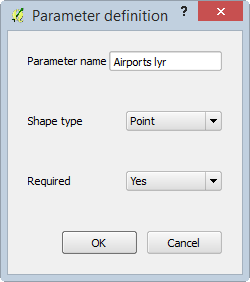 Parameter definition ?
Parameter name Airports lyr
Shape type Point
Required Yes
OK Cancel